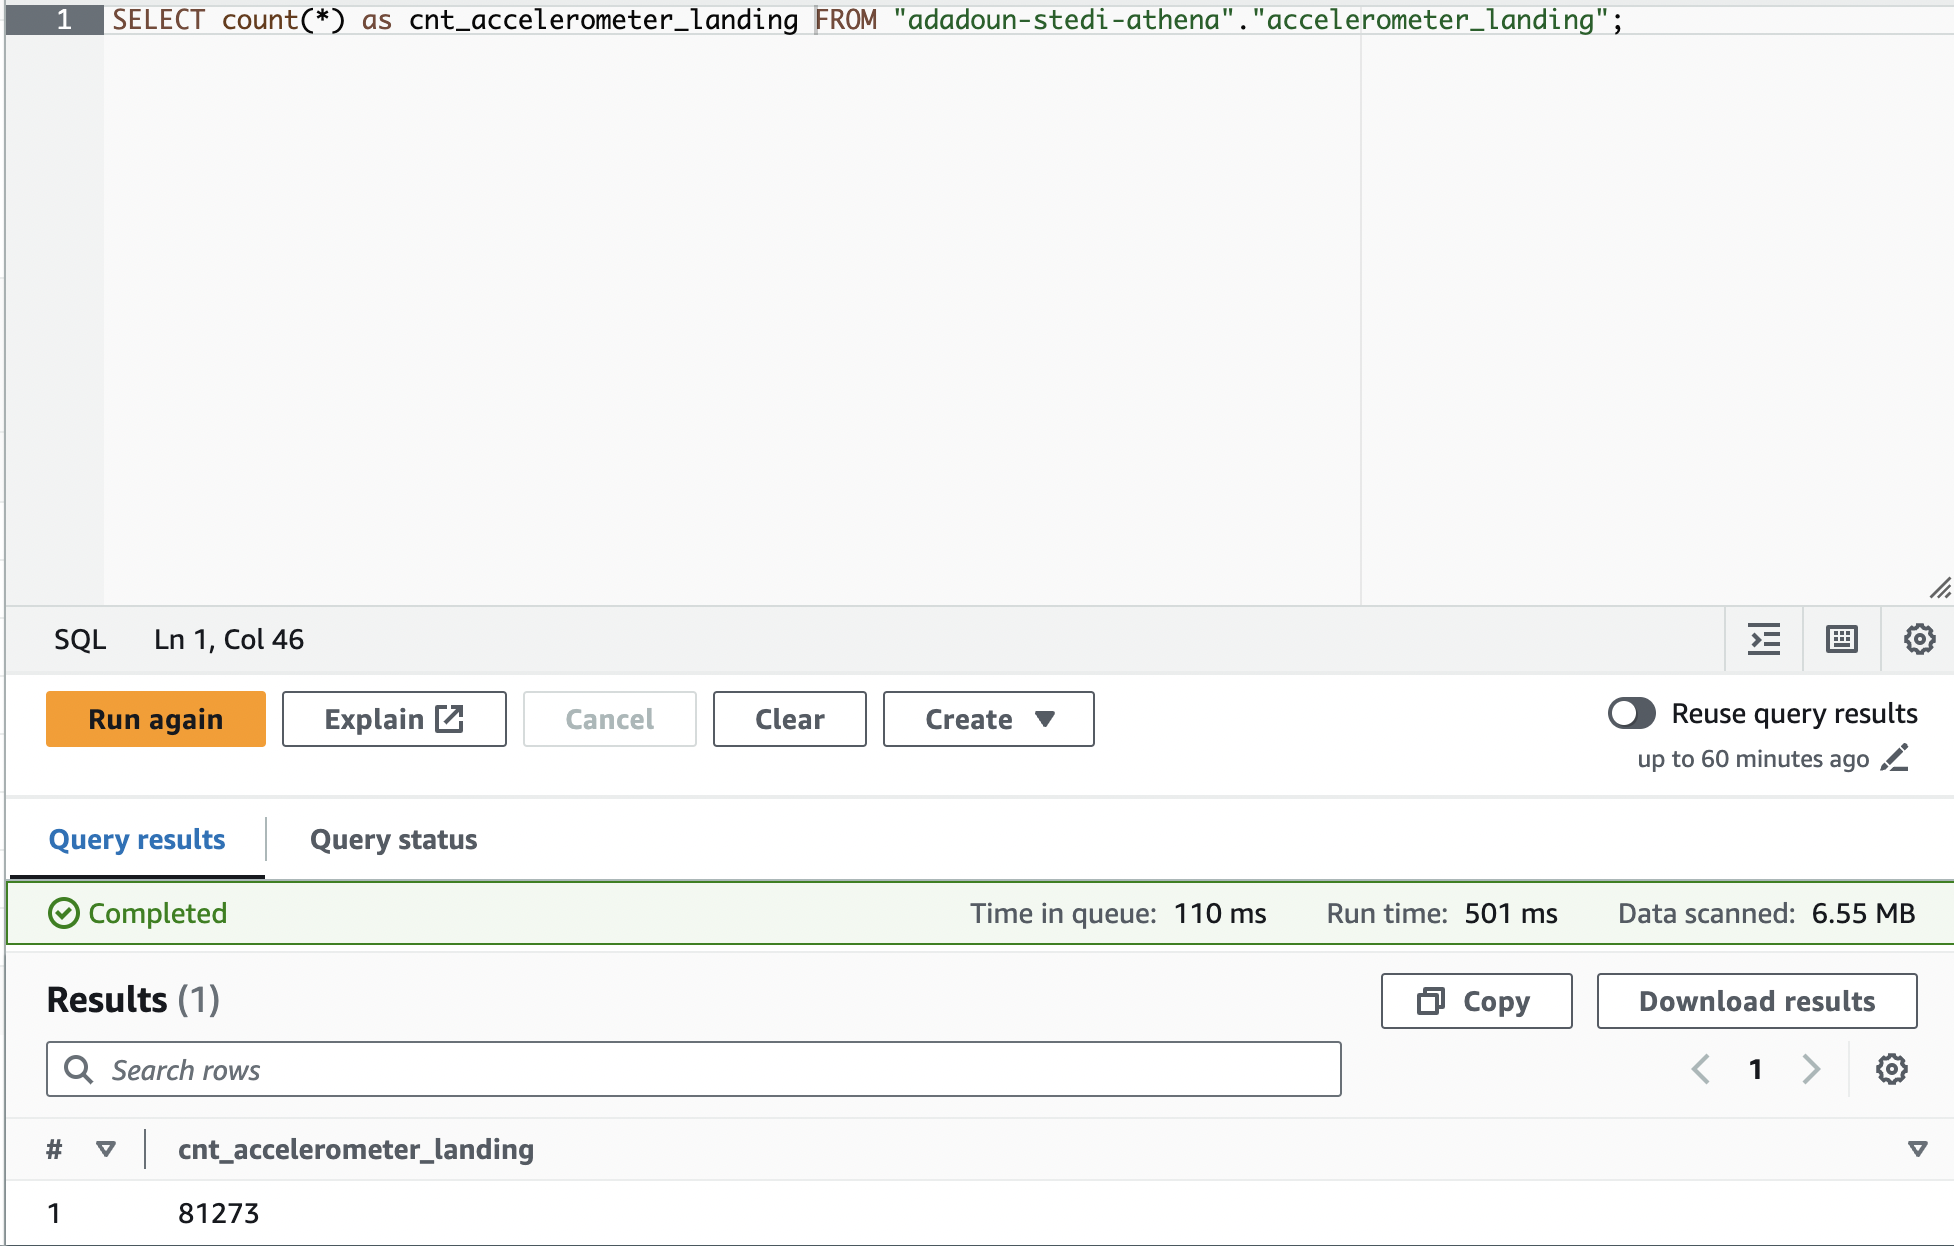 1 SELECT count(*) as cnt_accelerometer_landing FROM "adadoun-stedi-athena"."accelerometer_landing";
SQL Ln 1, Col 46
Run again Explain Cancel Clear Create Reuse query results
up to 60 minutes ago
Query results Query status
Completed Time in queue: 110 ms Run time: 501 ms Data scanned: 6.55 MB
Results (1) Copy Download results
Search rows 1
# cnt_accelerometer_landing
1 81273